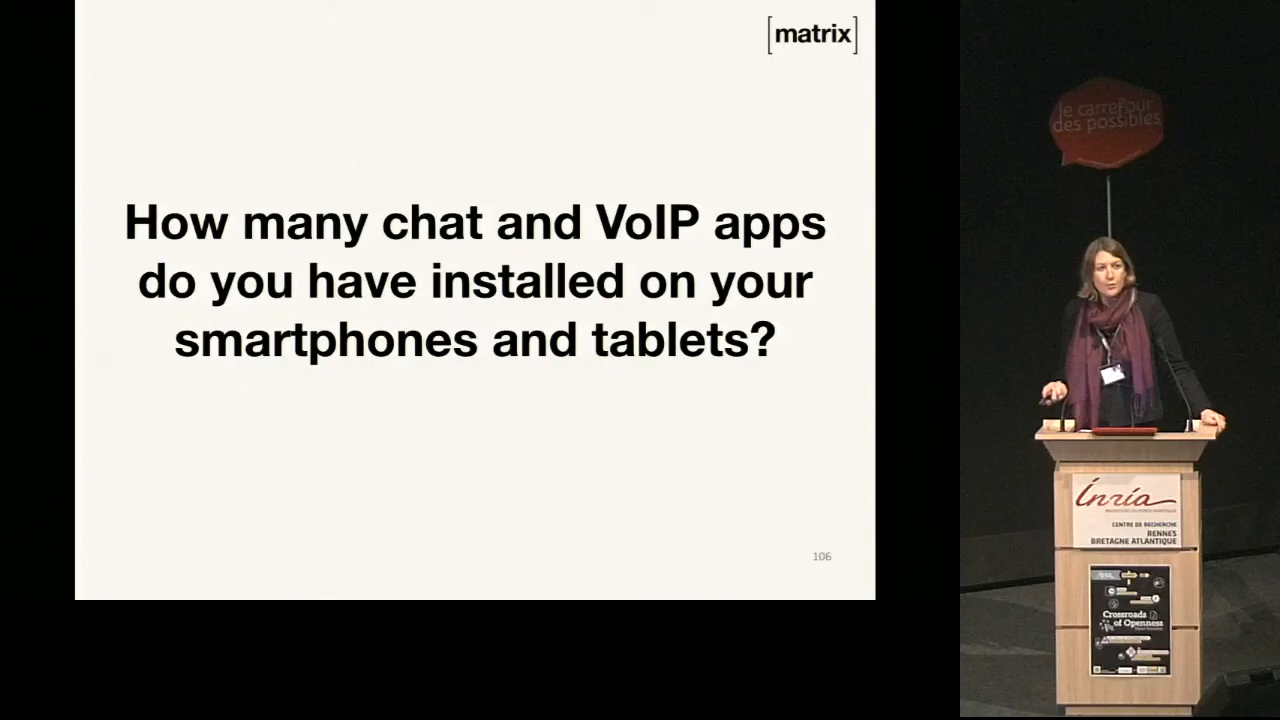 [matrix]
How many chat and VoIP apps
do you have installed on your
smartphones and tablets?
106
le carrefour
des possibles
Inria
CENTRE DE RECHERCHE
RENNES
BRETAGNE ATLANTIQUE
Crossroads
of Openness